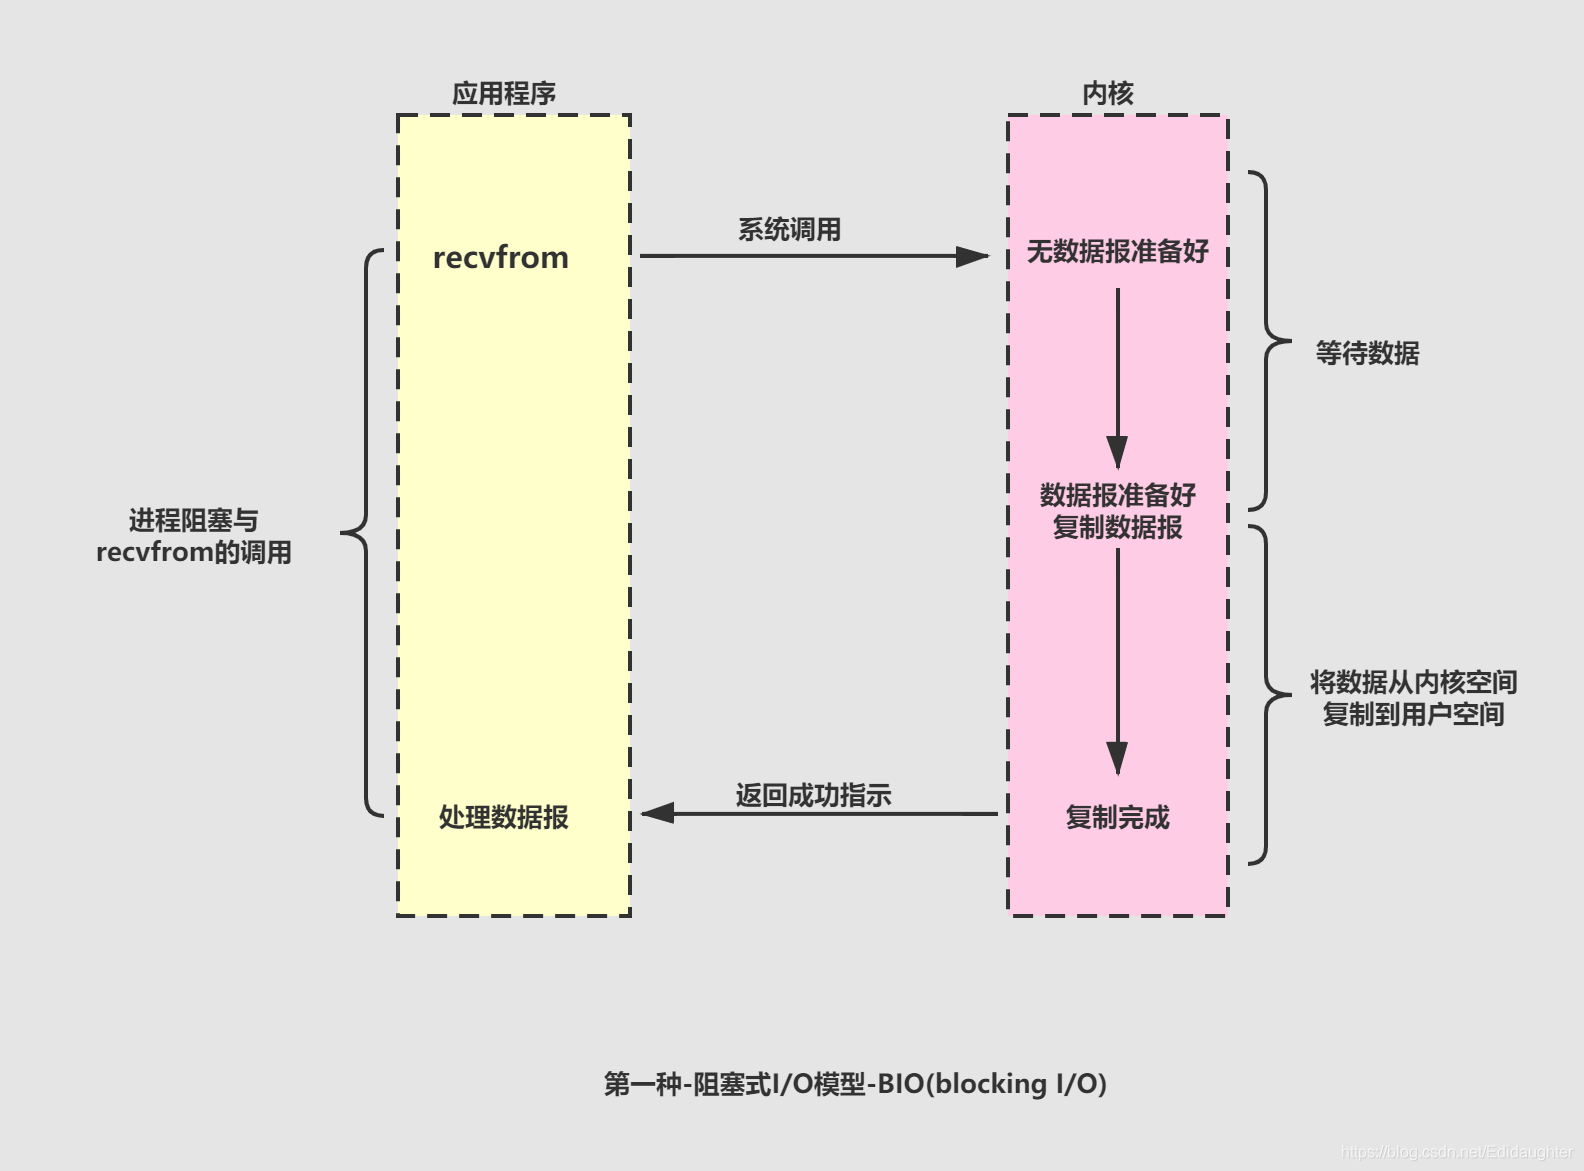 应用程序
内核
系统调用
recvfrom
无数据报准备好
等待数据
数据报准备好
复制数据报
进程阻塞与
recvfrom的调用
将数据从内核空间
复制到用户空间
返回成功指示
处理数据报
复制完成
第一种-阻塞式I/O模型-BIO(blocking I/O)
https://blog.csdn.net/Edidaughter